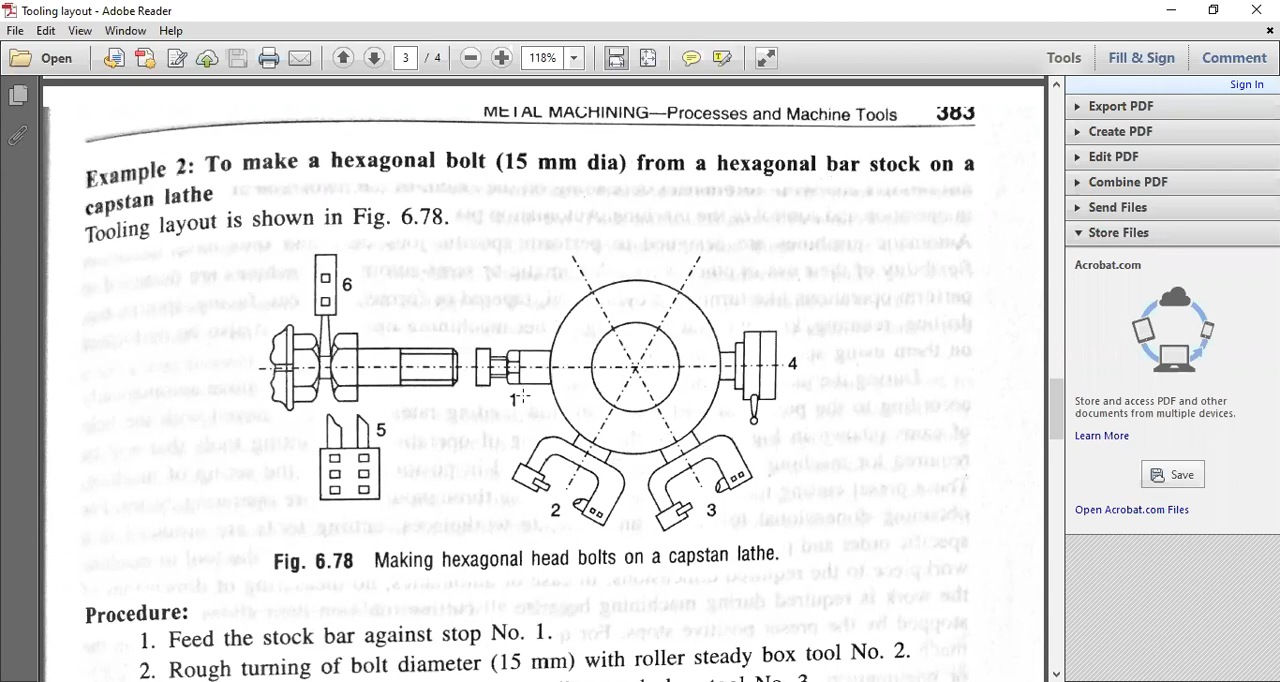 Tooling layout - Adobe Reader
File Edit View Window Help
Open 3 / 4 118% Tools Fill & Sign Comment
Sign In
Export PDF
Create PDF
Edit PDF
Combine PDF
Send Files
Store Files
Acrobat.com
Store and access PDF and other
documents from multiple devices.
Learn More
Save
Open Acrobat.com Files
METAL MACHINING—Processes and Machine Tools 383
Example 2: To make a hexagonal bolt (15 mm dia) from a hexagonal bar stock on a
capstan lathe
Tooling layout is shown in Fig. 6.78.
6
4
1
5
2
3
Fig. 6.78 Making hexagonal head bolts on a capstan lathe.
Procedure:
1. Feed the stock bar against stop No. 1.
2. Rough turning of bolt diameter (15 mm) with roller steady box tool No. 2.
tool No. 3.